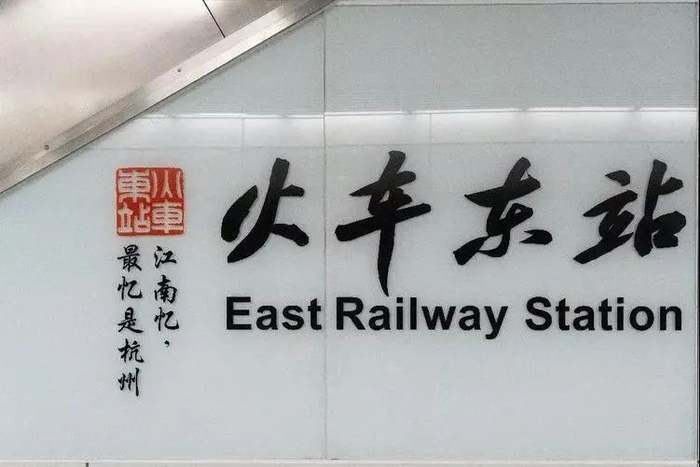 火車
東站
江南忆，
最忆是杭州
火车东站
East Railway Station